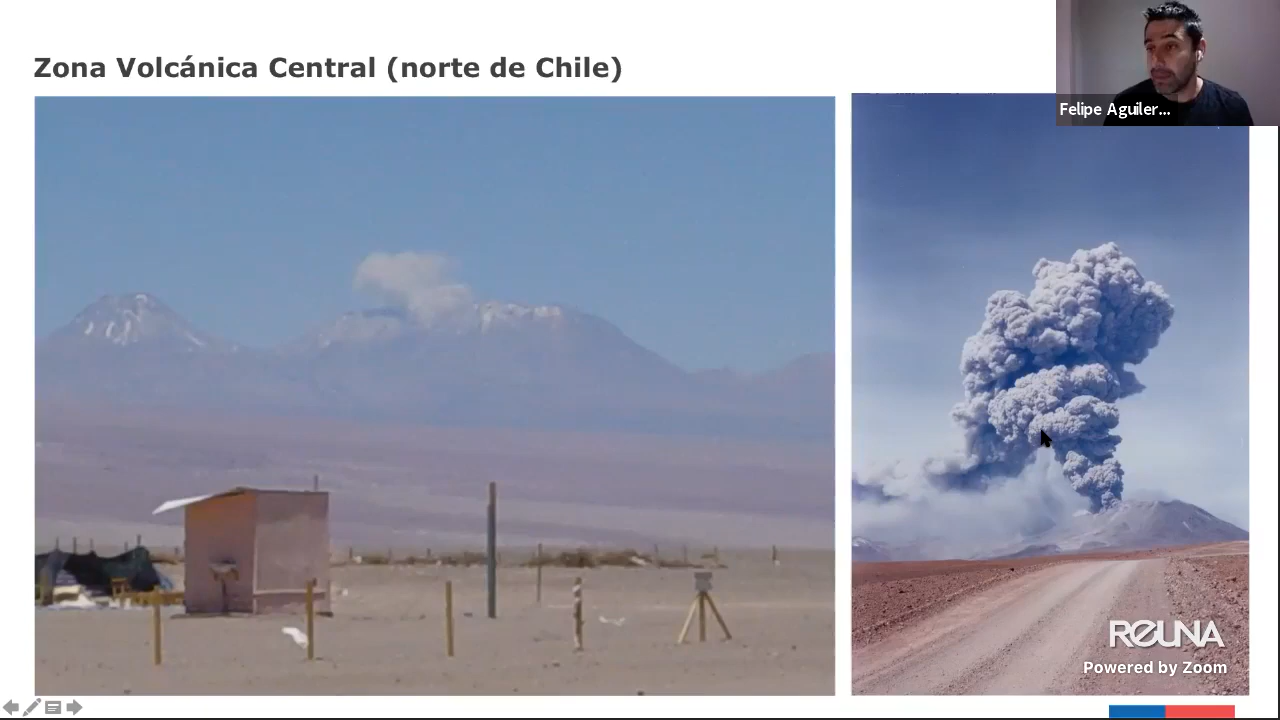 Zona Volcánica Central (norte de Chile)
Felipe Aguiler...
REUNA
Powered by Zoom